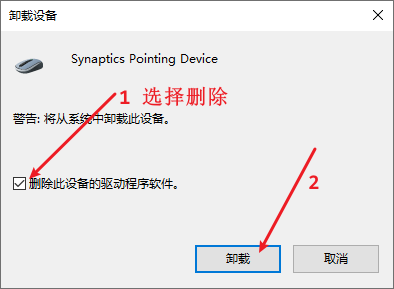 卸载设备
Synaptics Pointing Device
1 选择删除
警告: 将从系统中卸载此设备。
删除此设备的驱动程序软件。
2
卸载
取消